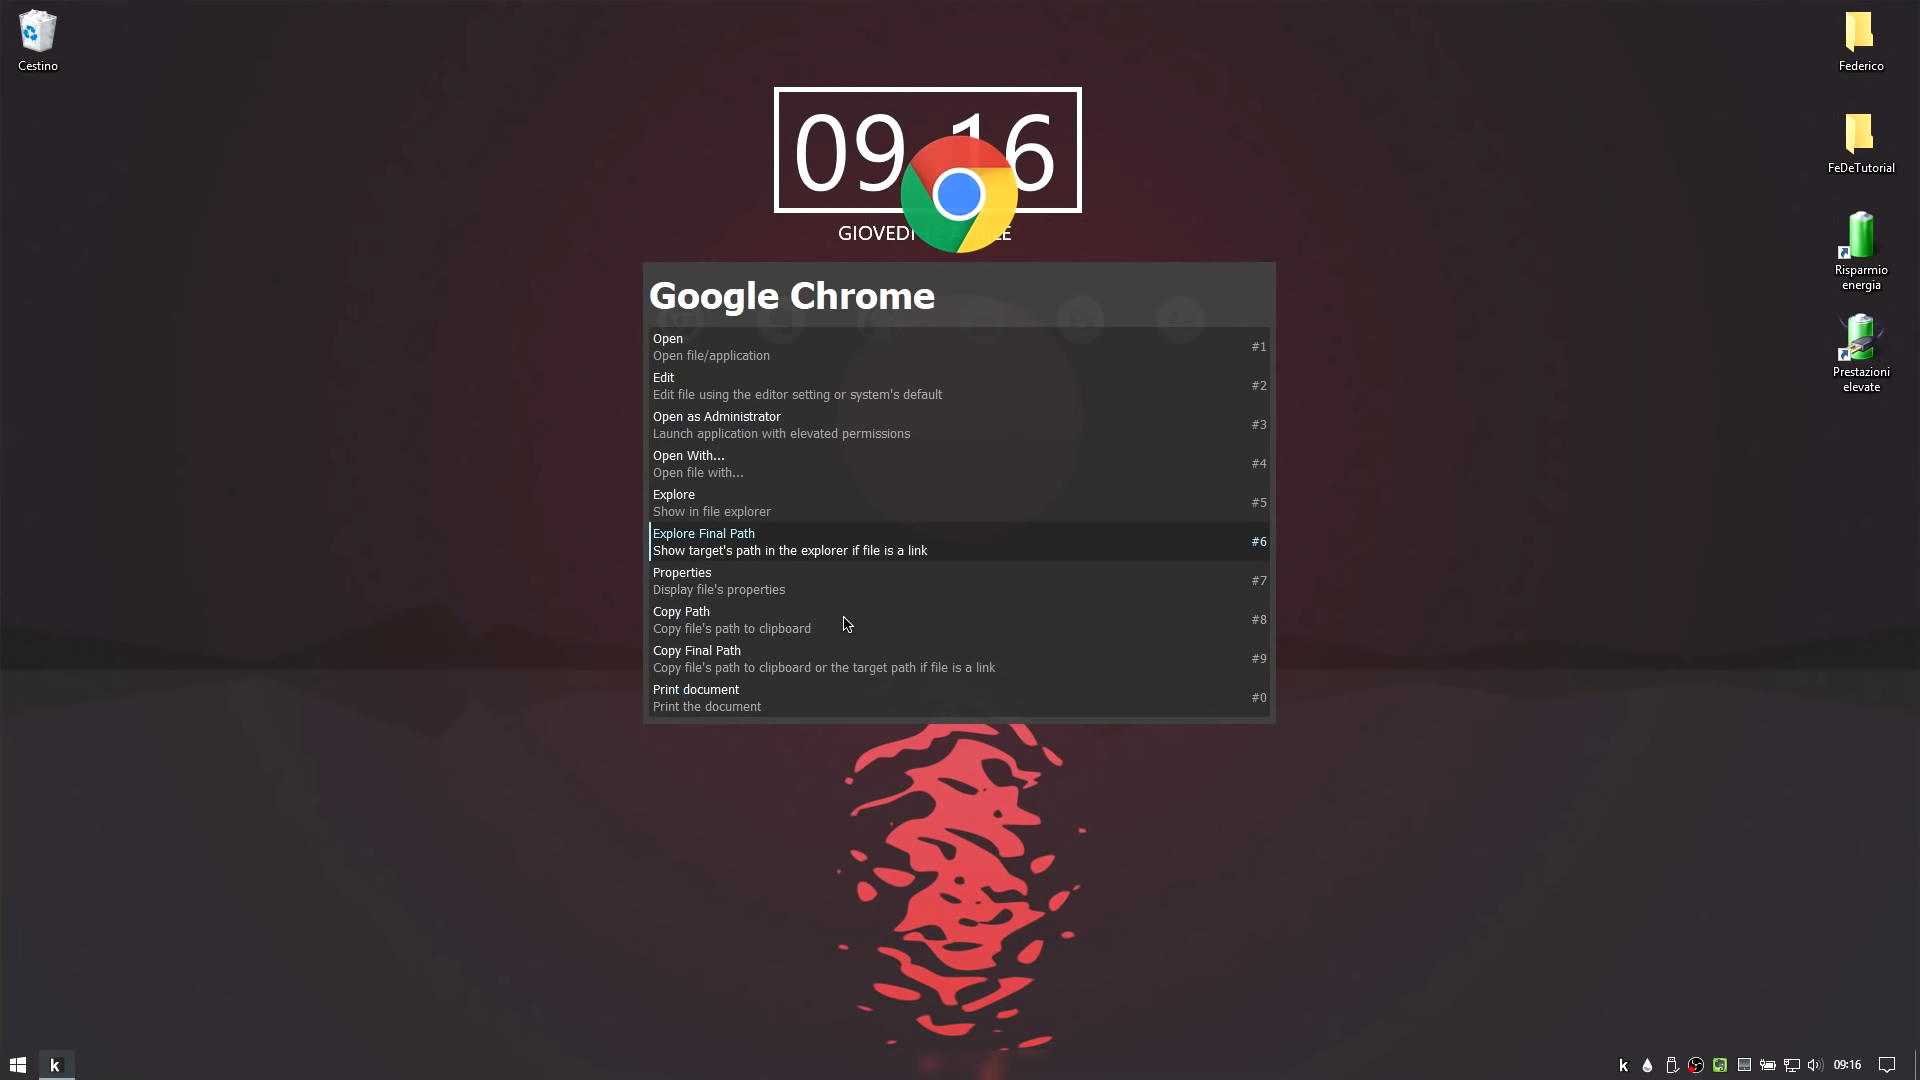 Cestino
Federico
FeDeTutorial
Risparmio
energia
Prestazioni
elevate
09 16
GIOVEDÌ
Google Chrome
Open
Open file/application
#1
Edit
Edit file using the editor setting or system's default
#2
Open as Administrator
Launch application with elevated permissions
#3
Open With...
Open file with...
#4
Explore
Show in file explorer
#5
Explore Final Path
Show target's path in the explorer if file is a link
#6
Properties
Display file's properties
#7
Copy Path
Copy file's path to clipboard
#8
Copy Final Path
Copy file's path to clipboard or the target path if file is a link
#9
Print document
Print the document
#0
k
k
09:16